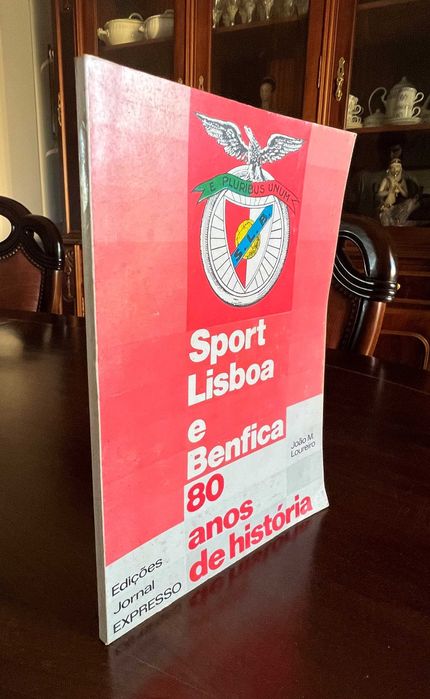 E PLURIBUS UNUM
S L B
Sport
Lisboa
e
Benfica
80
anos
de história
João M.
Loureiro
Edições
Jornal
EXPRESSO